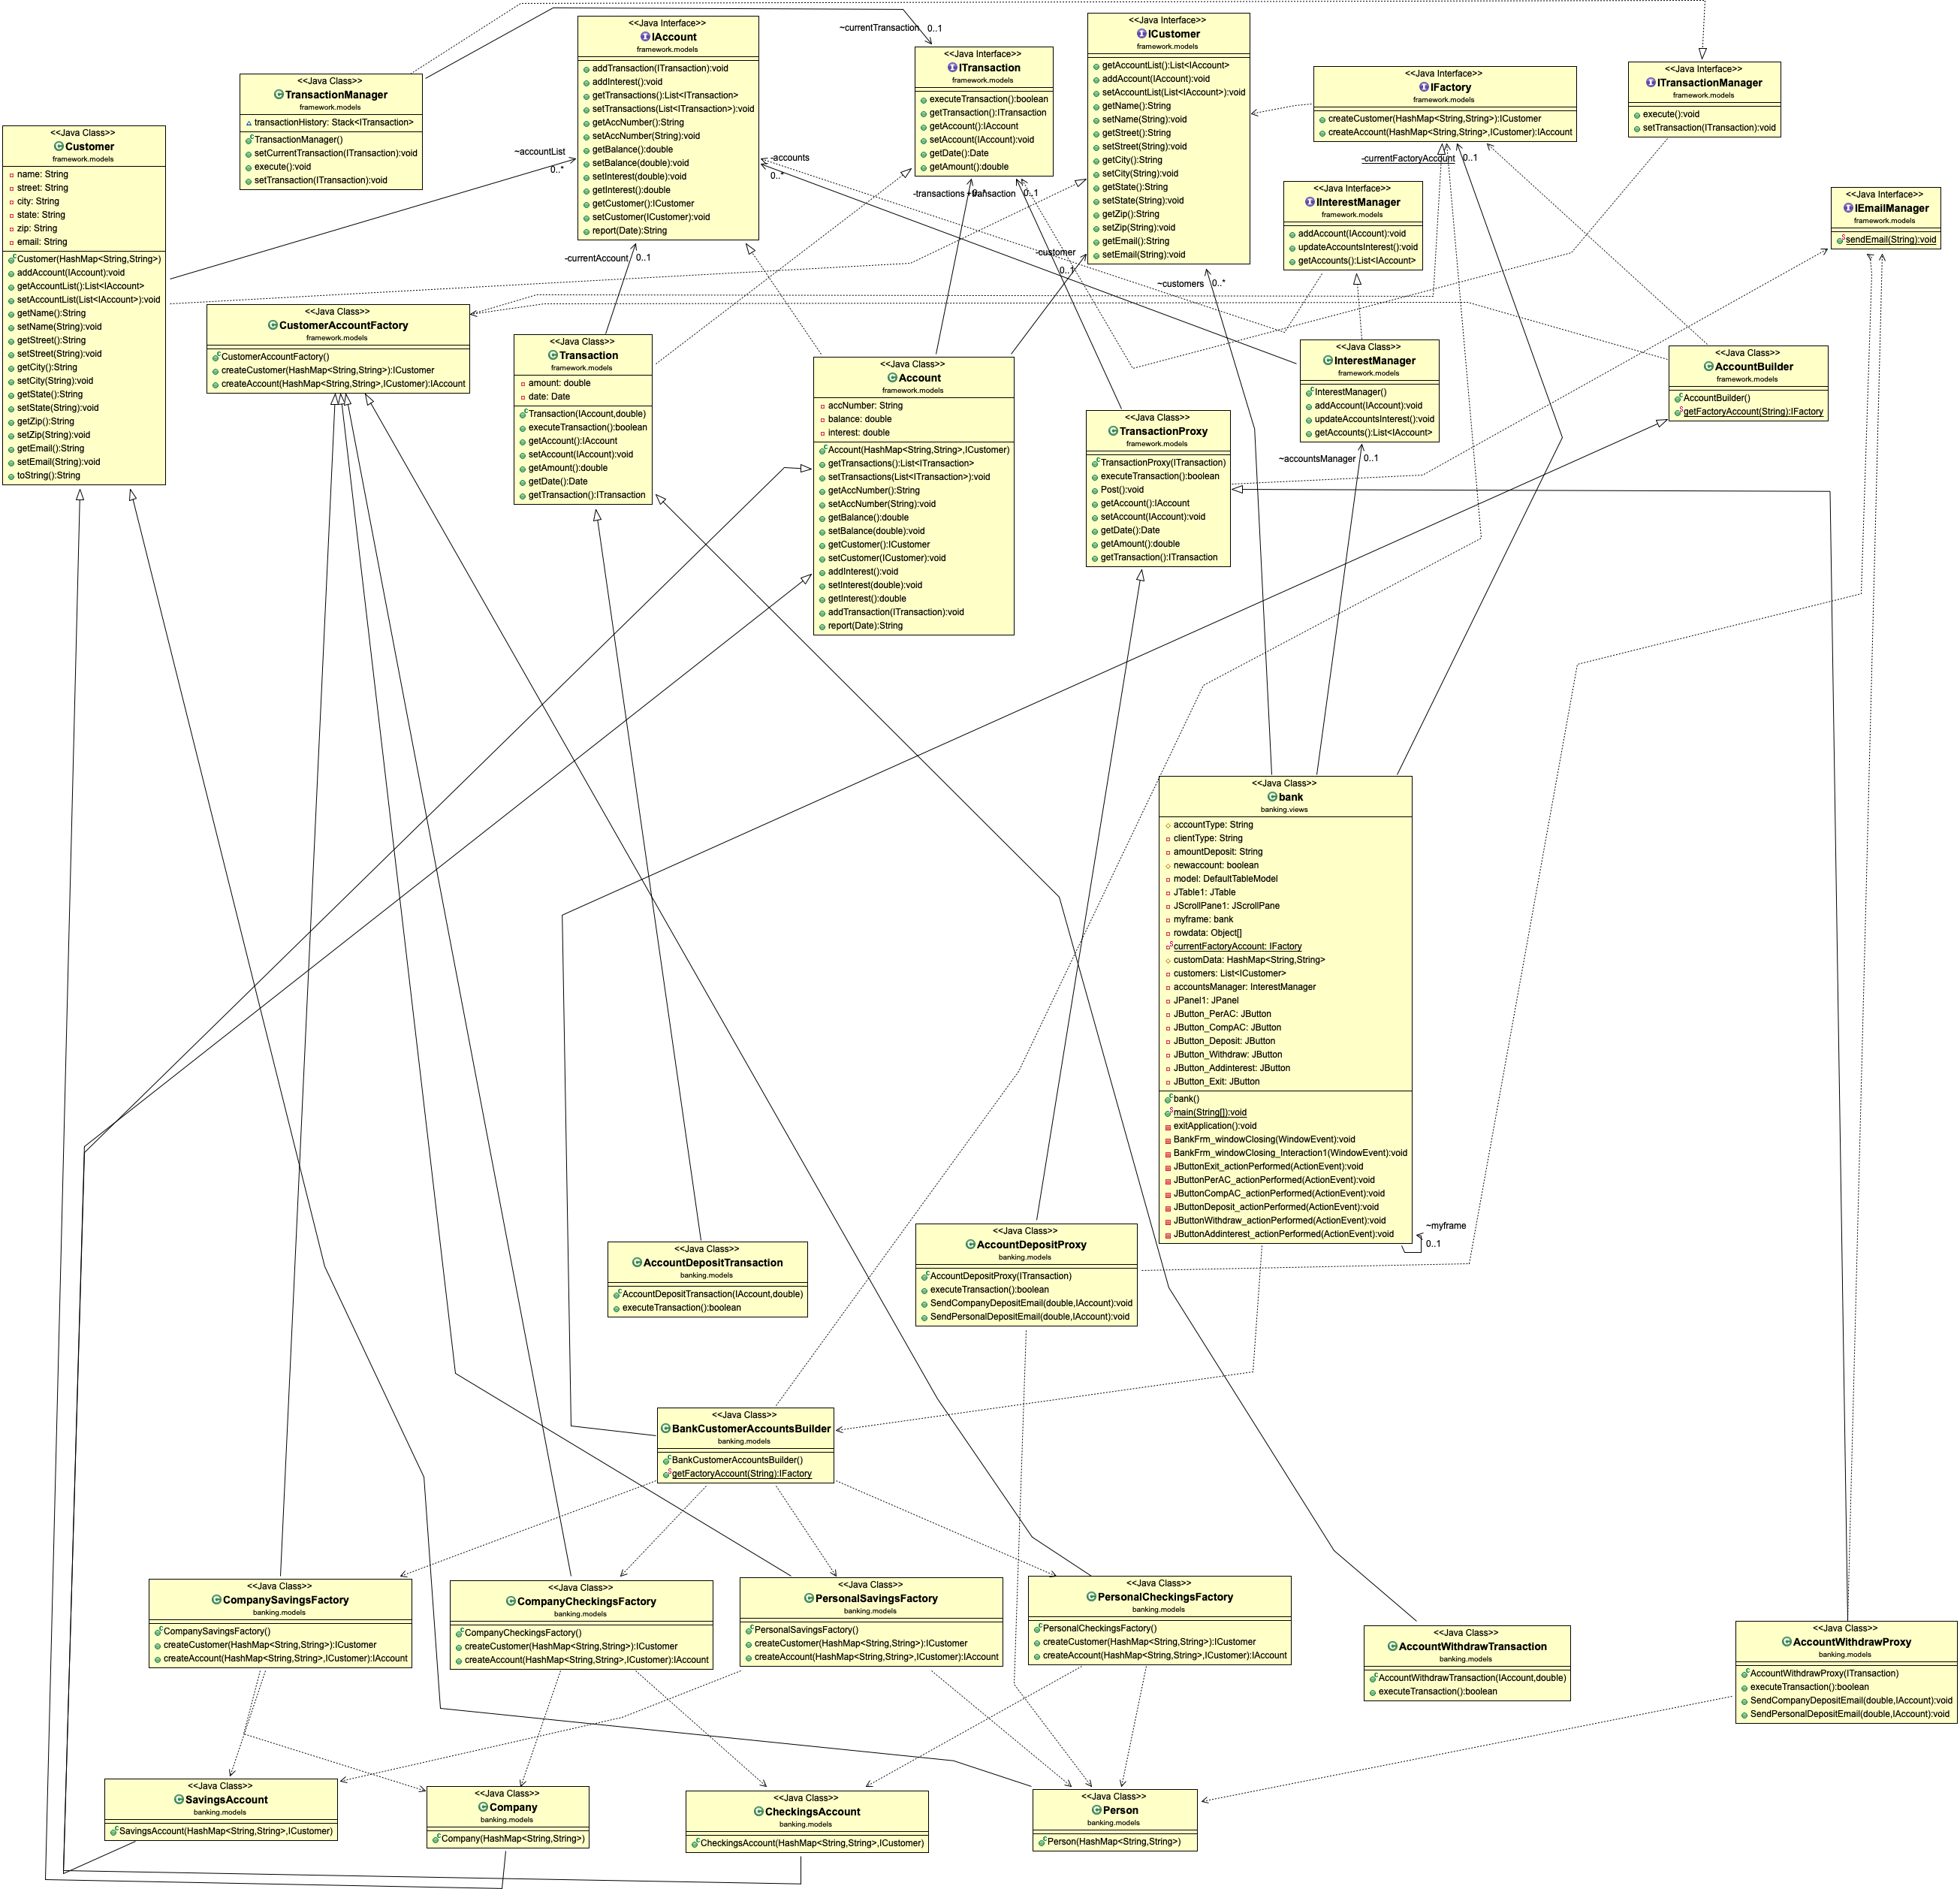 <<Java Class>>
Customer
framework.models
name: String
street: String
city: String
state: String
zip: String
email: String
Customer(HashMap<String,String>)
addAccount(IAccount):void
getAccountList():List<IAccount>
setAccountList(List<IAccount>):void
getName():String
setName(String):void
getStreet():String
setStreet(String):void
getCity():String
setCity(String):void
getState():String
setState(String):void
getZip():String
setZip(String):void
getEmail():String
setEmail(String):void
toString():String
<<Java Class>>
TransactionManager
framework.models
transactionHistory: Stack<ITransaction>
TransactionManager()
setCurrentTransaction(ITransaction):void
execute():void
setTransaction(ITransaction):void
<<Java Interface>>
IAccount
framework.models
addTransaction(ITransaction):void
addInterest():void
getTransactions():List<ITransaction>
setTransactions(List<ITransaction>):void
getAccNumber():String
setAccNumber(String):void
getBalance():double
setBalance(double):void
setInterest(double):void
getInterest():double
getCustomer():ICustomer
setCustomer(ICustomer):void
report(Date):String
~currentTransaction
0..1
<<Java Interface>>
ITransaction
framework.models
executeTransaction():boolean
getTransaction():ITransaction
getAccount():IAccount
setAccount(IAccount):void
getDate():Date
getAmount():double
<<Java Interface>>
ICustomer
framework.models
getAccountList():List<IAccount>
addAccount(IAccount):void
setAccountList(List<IAccount>):void
getName():String
setName(String):void
getStreet():String
setStreet(String):void
getCity():String
setCity(String):void
getState():String
setState(String):void
getZip():String
setZip(String):void
getEmail():String
setEmail(String):void
<<Java Interface>>
IFactory
framework.models
createCustomer(HashMap<String,String>):ICustomer
createAccount(HashMap<String,String>,ICustomer):IAccount
<<Java Interface>>
ITransactionManager
framework.models
execute():void
setTransaction(ITransaction):void
~accountList
0..*
-accounts
0..*
-transactions
0..*
+transaction
0..1
-currentFactoryAccount
0..1
<<Java Interface>>
IInterestManager
framework.models
addAccount(IAccount):void
updateAccountsInterest():void
getAccounts():List<IAccount>
<<Java Interface>>
IEmailManager
framework.models
sendEmail(String):void
-currentAccount
0..1
-customer
0..1
~customers
0..*
<<Java Class>>
CustomerAccountFactory
framework.models
CustomerAccountFactory()
createCustomer(HashMap<String,String>):ICustomer
createAccount(HashMap<String,String>,ICustomer):IAccount
<<Java Class>>
Transaction
framework.models
amount: double
date: Date
Transaction(IAccount,double)
executeTransaction():boolean
getAccount():IAccount
setAccount(IAccount):void
getAmount():double
getDate():Date
getTransaction():ITransaction
<<Java Class>>
Account
framework.models
accNumber: String
balance: double
interest: double
Account(HashMap<String,String>,ICustomer)
getTransactions():List<ITransaction>
setTransactions(List<ITransaction>):void
getAccNumber():String
setAccNumber(String):void
getBalance():double
setBalance(double):void
getCustomer():ICustomer
setCustomer(ICustomer):void
addInterest():void
setInterest(double):void
getInterest():double
addTransaction(ITransaction):void
report(Date):String
<<Java Class>>
TransactionProxy
framework.models
TransactionProxy(ITransaction)
executeTransaction():boolean
Post():void
getAccount():IAccount
setAccount(IAccount):void
getDate():Date
getAmount():double
getTransaction():ITransaction
<<Java Class>>
InterestManager
framework.models
InterestManager()
addAccount(IAccount):void
updateAccountsInterest():void
getAccounts():List<IAccount>
~accountsManager
0..1
<<Java Class>>
AccountBuilder
framework.models
AccountBuilder()
getFactoryAccount(String):IFactory
<<Java Class>>
bank
banking.views
accountType: String
clientType: String
amountDeposit: String
newaccount: boolean
model: DefaultTableModel
JTable1: JTable
JScrollPane1: JScrollPane
myframe: bank
rowdata: Object[]
currentFactoryAccount: IFactory
customData: HashMap<String,String>
customers: List<ICustomer>
accountsManager: InterestManager
JPanel1: JPanel
JButton_PerAC: JButton
JButton_CompAC: JButton
JButton_Deposit: JButton
JButton_Withdraw: JButton
JButton_Addinterest: JButton
JButton_Exit: JButton
bank()
main(String[]):void
exitApplication():void
BankFrm_windowClosing(WindowEvent):void
BankFrm_windowClosing_Interaction1(WindowEvent):void
JButtonExit_actionPerformed(ActionEvent):void
JButtonPerAC_actionPerformed(ActionEvent):void
JButtonCompAC_actionPerformed(ActionEvent):void
JButtonDeposit_actionPerformed(ActionEvent):void
JButtonWithdraw_actionPerformed(ActionEvent):void
JButtonAddinterest_actionPerformed(ActionEvent):void
~myframe
0..1
<<Java Class>>
AccountDepositTransaction
banking.models
AccountDepositTransaction(IAccount,double)
executeTransaction():boolean
<<Java Class>>
AccountDepositProxy
banking.models
AccountDepositProxy(ITransaction)
executeTransaction():boolean
SendCompanyDepositEmail(double,IAccount):void
SendPersonalDepositEmail(double,IAccount):void
<<Java Class>>
BankCustomerAccountsBuilder
banking.models
BankCustomerAccountsBuilder()
getFactoryAccount(String):IFactory
<<Java Class>>
CompanySavingsFactory
banking.models
CompanySavingsFactory()
createCustomer(HashMap<String,String>):ICustomer
createAccount(HashMap<String,String>,ICustomer):IAccount
<<Java Class>>
CompanyCheckingsFactory
banking.models
CompanyCheckingsFactory()
createCustomer(HashMap<String,String>):ICustomer
createAccount(HashMap<String,String>,ICustomer):IAccount
<<Java Class>>
PersonalSavingsFactory
banking.models
PersonalSavingsFactory()
createCustomer(HashMap<String,String>):ICustomer
createAccount(HashMap<String,String>,ICustomer):IAccount
<<Java Class>>
PersonalCheckingsFactory
banking.models
PersonalCheckingsFactory()
createCustomer(HashMap<String,String>):ICustomer
createAccount(HashMap<String,String>,ICustomer):IAccount
<<Java Class>>
AccountWithdrawTransaction
banking.models
AccountWithdrawTransaction(IAccount,double)
executeTransaction():boolean
<<Java Class>>
AccountWithdrawProxy
banking.models
AccountWithdrawProxy(ITransaction)
executeTransaction():boolean
SendCompanyDepositEmail(double,IAccount):void
SendPersonalDepositEmail(double,IAccount):void
<<Java Class>>
SavingsAccount
banking.models
SavingsAccount(HashMap<String,String>,ICustomer)
<<Java Class>>
Company
banking.models
Company(HashMap<String,String>)
<<Java Class>>
CheckingsAccount
banking.models
CheckingsAccount(HashMap<String,String>,ICustomer)
<<Java Class>>
Person
banking.models
Person(HashMap<String,String>)